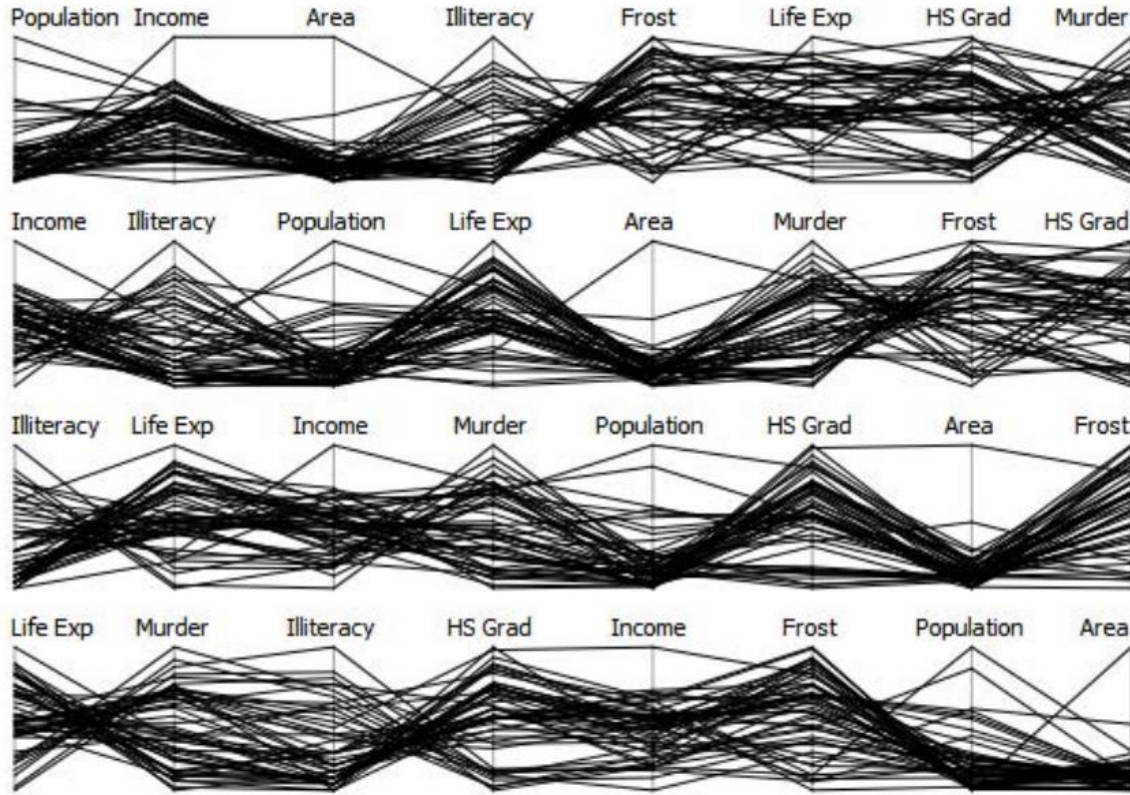 Population Income Area Illiteracy Frost Life Exp HS Grad Murder
Income Illiteracy Population Life Exp Area Murder Frost HS Grad
Illiteracy Life Exp Income Murder Population HS Grad Area Frost
Life Exp Murder Illiteracy HS Grad Income Frost Population Area